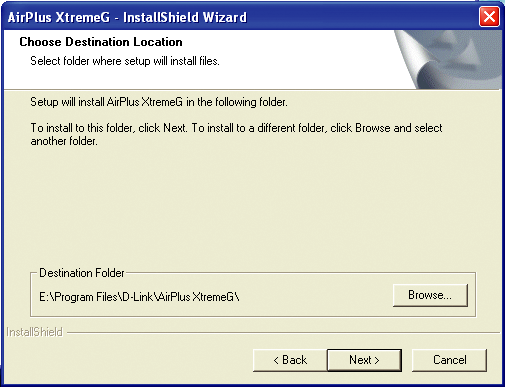 AirPlus XtremeG - InstallShield Wizard
Choose Destination Location
Select folder where setup will install files.
Setup will install AirPlus XtremeG in the following folder.
To install to this folder, click Next. To install to a different folder, click Browse and select
another folder.
Destination Folder
E:\Program Files\D-Link\AirPlus XtremeG\
Browse...
InstallShield
< Back
Next >
Cancel